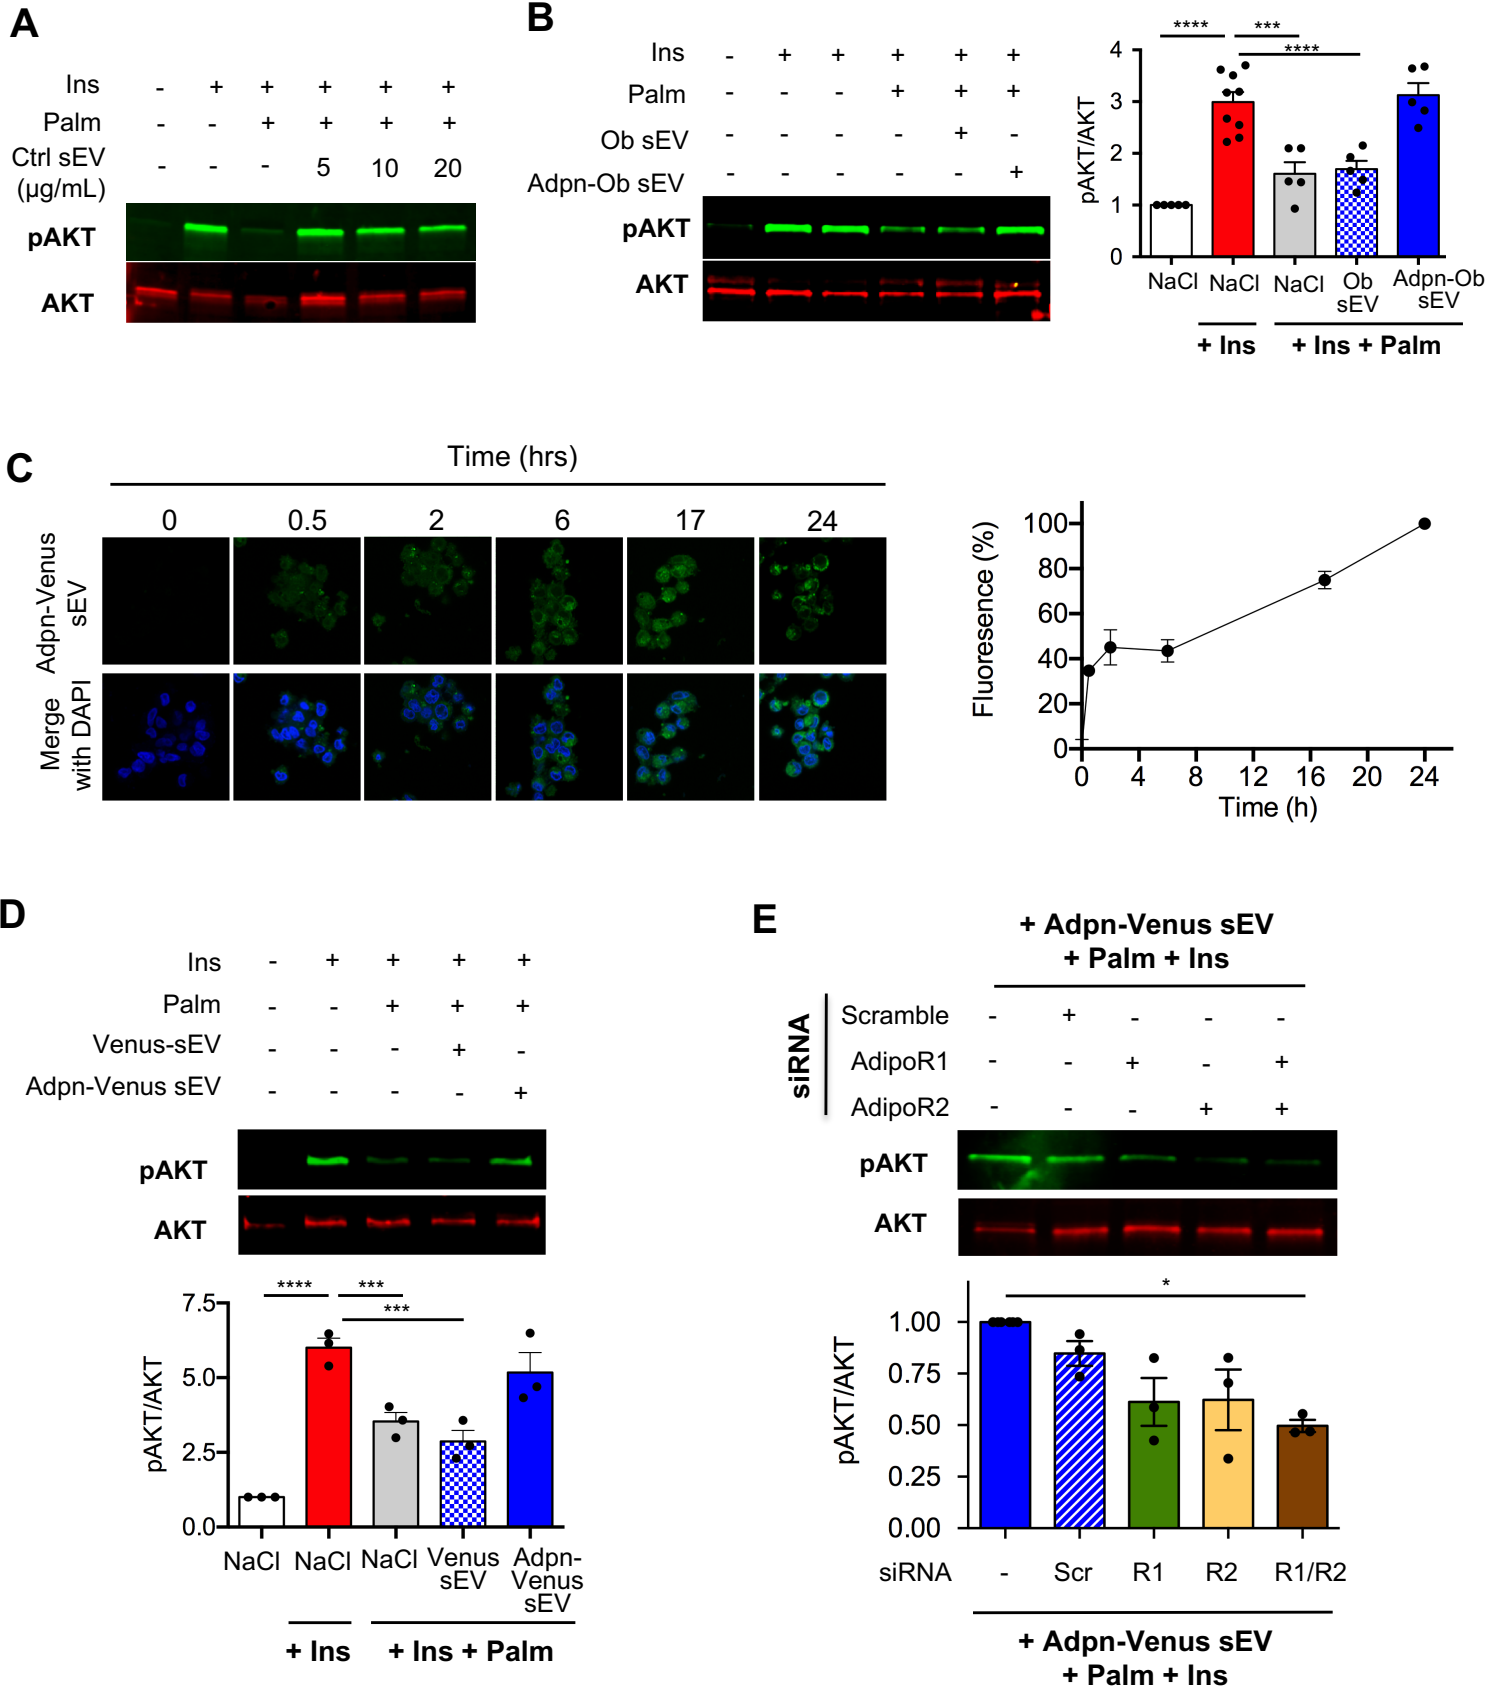 A
Ins - + + + + +
Palm - - + + + +
Ctrl sEV - - - 5 10 20
(µg/mL)
pAKT
AKT
B
Ins - + + + + +
Palm - - - + + +
Ob sEV - - - - + -
Adpn-Ob sEV - - - - - +
pAKT
AKT
**** ***
****
pAKT/AKT
4
3
2
1
0
NaCl NaCl NaCl Ob sEV Adpn-Ob sEV
+ Ins + Ins + Palm
C
Time (hrs)
0 0.5 2 6 17 24
Adpn-Venus
sEV
Merge
with DAPI
Fluoresence (%)
100
80
60
40
20
0
0 4 8 12 16 20 24
Time (h)
D
Ins - + + + +
Palm - - + + +
Venus-sEV - - - + -
Adpn-Venus sEV - - - - +
pAKT
AKT
**** ***
***
pAKT/AKT
7.5
5.0
2.5
0.0
NaCl NaCl NaCl Venus sEV Adpn-Venus sEV
+ Ins + Ins + Palm
E
+ Adpn-Venus sEV
+ Palm + Ins
siRNA
Scramble - + - - -
AdipoR1 - - + - +
AdipoR2 - - - + +
pAKT
AKT
*
pAKT/AKT
1.00
0.75
0.50
0.25
0.00
siRNA - Scr R1 R2 R1/R2
+ Adpn-Venus sEV
+ Palm + Ins